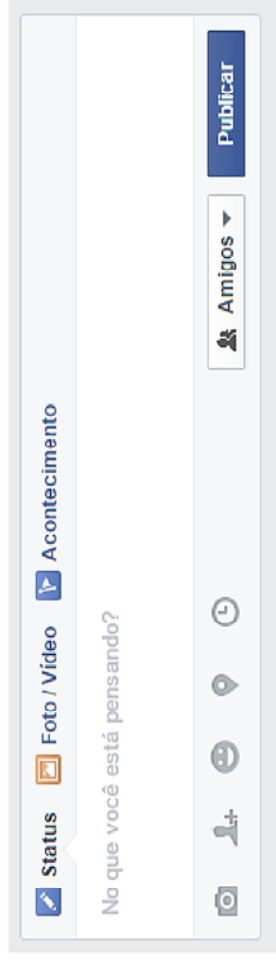 Status Foto / Vídeo Acontecimento
No que você está pensando?
Amigos Publicar